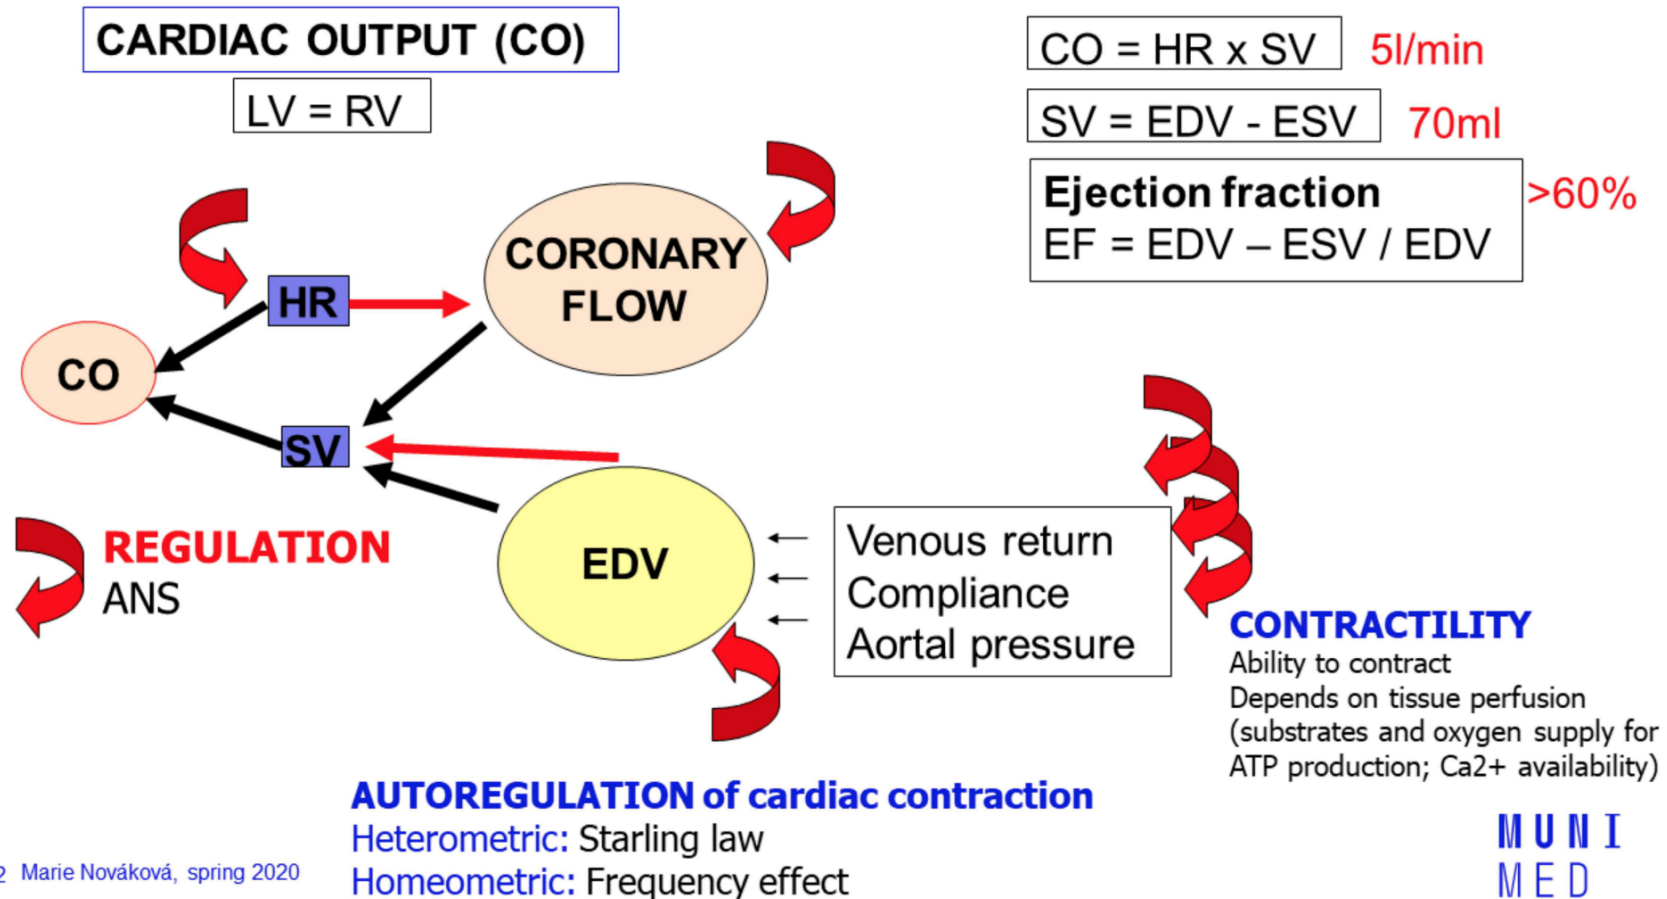 CARDIAC OUTPUT (CO)
LV = RV
CO = HR x SV 5l/min
SV = EDV - ESV 70ml
Ejection fraction >60%
EF = EDV – ESV / EDV
CORONARY
FLOW
HR
CO
SV
EDV
REGULATION
ANS
Venous return
Compliance
Aortal pressure
CONTRACTILITY
Ability to contract
Depends on tissue perfusion
(substrates and oxygen supply for
ATP production; Ca2+ availability)
AUTOREGULATION of cardiac contraction
Heterometric: Starling law
Homeometric: Frequency effect
2 Marie Nováková, spring 2020
MUNI
MED